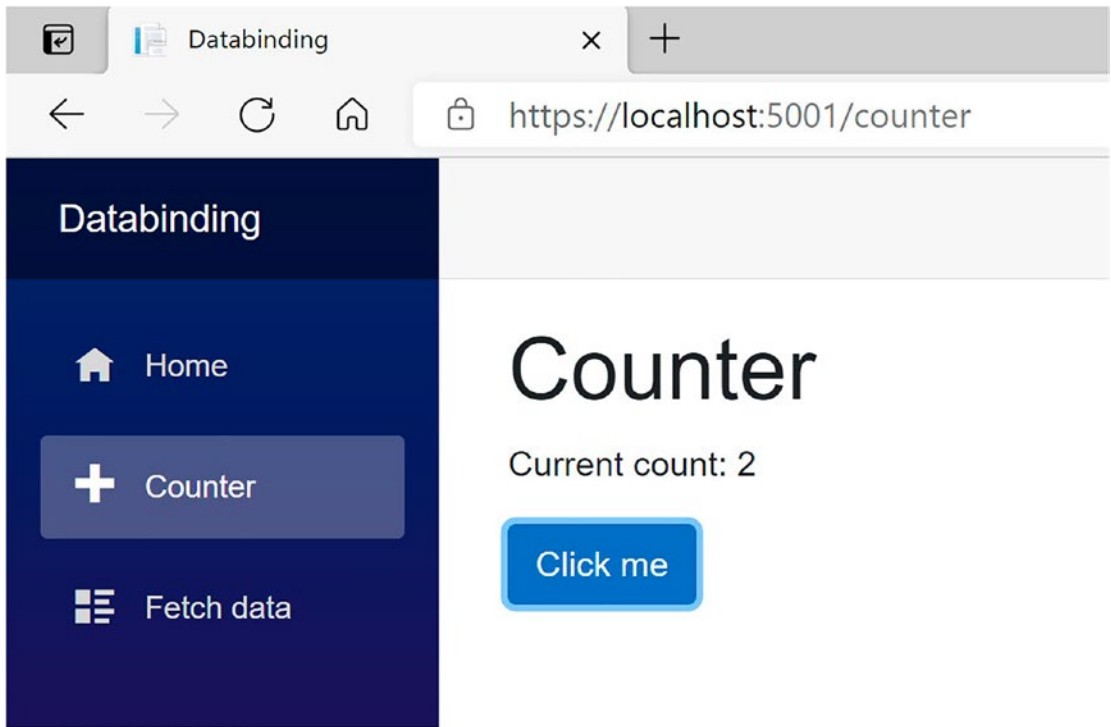 Databinding
https://localhost:5001/counter
Databinding
Home
Counter
Fetch data
Counter
Current count: 2
Click me